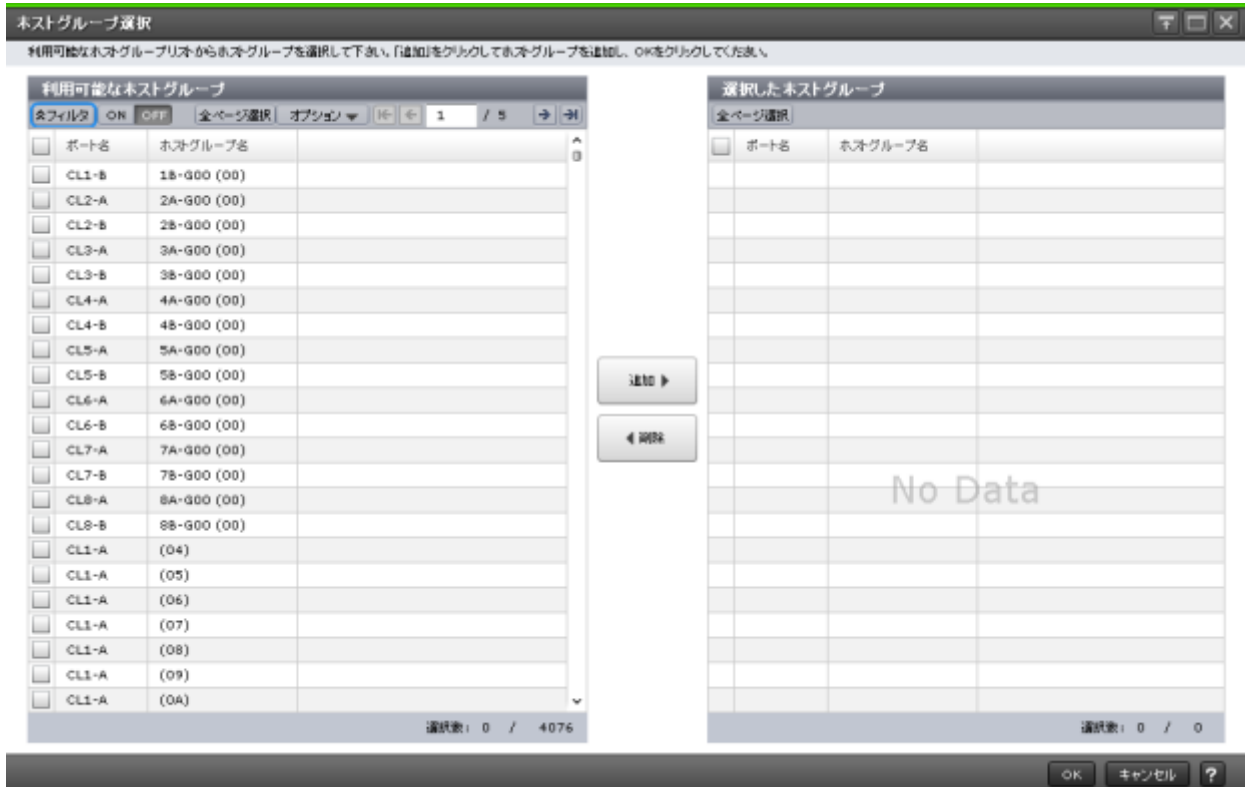 ホストグループ選択
利用可能なホストグループリストからホストグループを選択して下さい。「追加」をクリックしてホストグループを追加し、OKをクリックしてください。
利用可能なホストグループ
全フィルタ ON OFF 全ページ選択 オプション 1 / 5
ポート名 ホストグループ名
CL1-B 1B-G00 (00)
CL2-A 2A-G00 (00)
CL2-B 2B-G00 (00)
CL3-A 3A-G00 (00)
CL3-B 3B-G00 (00)
CL4-A 4A-G00 (00)
CL4-B 4B-G00 (00)
CL5-A 5A-G00 (00)
CL5-B 5B-G00 (00)
CL6-A 6A-G00 (00)
CL6-B 6B-G00 (00)
CL7-A 7A-G00 (00)
CL7-B 7B-G00 (00)
CL8-A 8A-G00 (00)
CL8-B 8B-G00 (00)
CL1-A (04)
CL1-A (05)
CL1-A (06)
CL1-A (07)
CL1-A (08)
CL1-A (09)
CL1-A (0A)
選択数: 0 / 4076
追加
削除
選択したホストグループ
全ページ選択
ポート名 ホストグループ名
No Data
選択数: 0 / 0
OK キャンセル ?